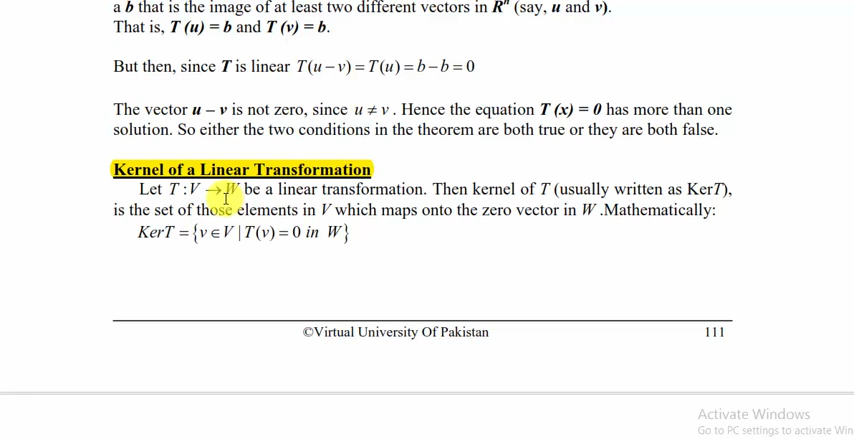 a b that is the image of at least two different vectors in Rⁿ (say, u and v).
That is, T (u) = b and T (v) = b.
But then, since T is linear T(u − v) = T(u) = b − b = 0
The vector u – v is not zero, since u ≠ v . Hence the equation T (x) = 0 has more than one
solution. So either the two conditions in the theorem are both true or they are both false.
Kernel of a Linear Transformation
Let T : V → W be a linear transformation. Then kernel of T (usually written as KerT),
is the set of those elements in V which maps onto the zero vector in W .Mathematically:
KerT = {v ∈ V | T(v) = 0 in W}
©Virtual University Of Pakistan 111
Activate Windows
Go to PC settings to activate Win